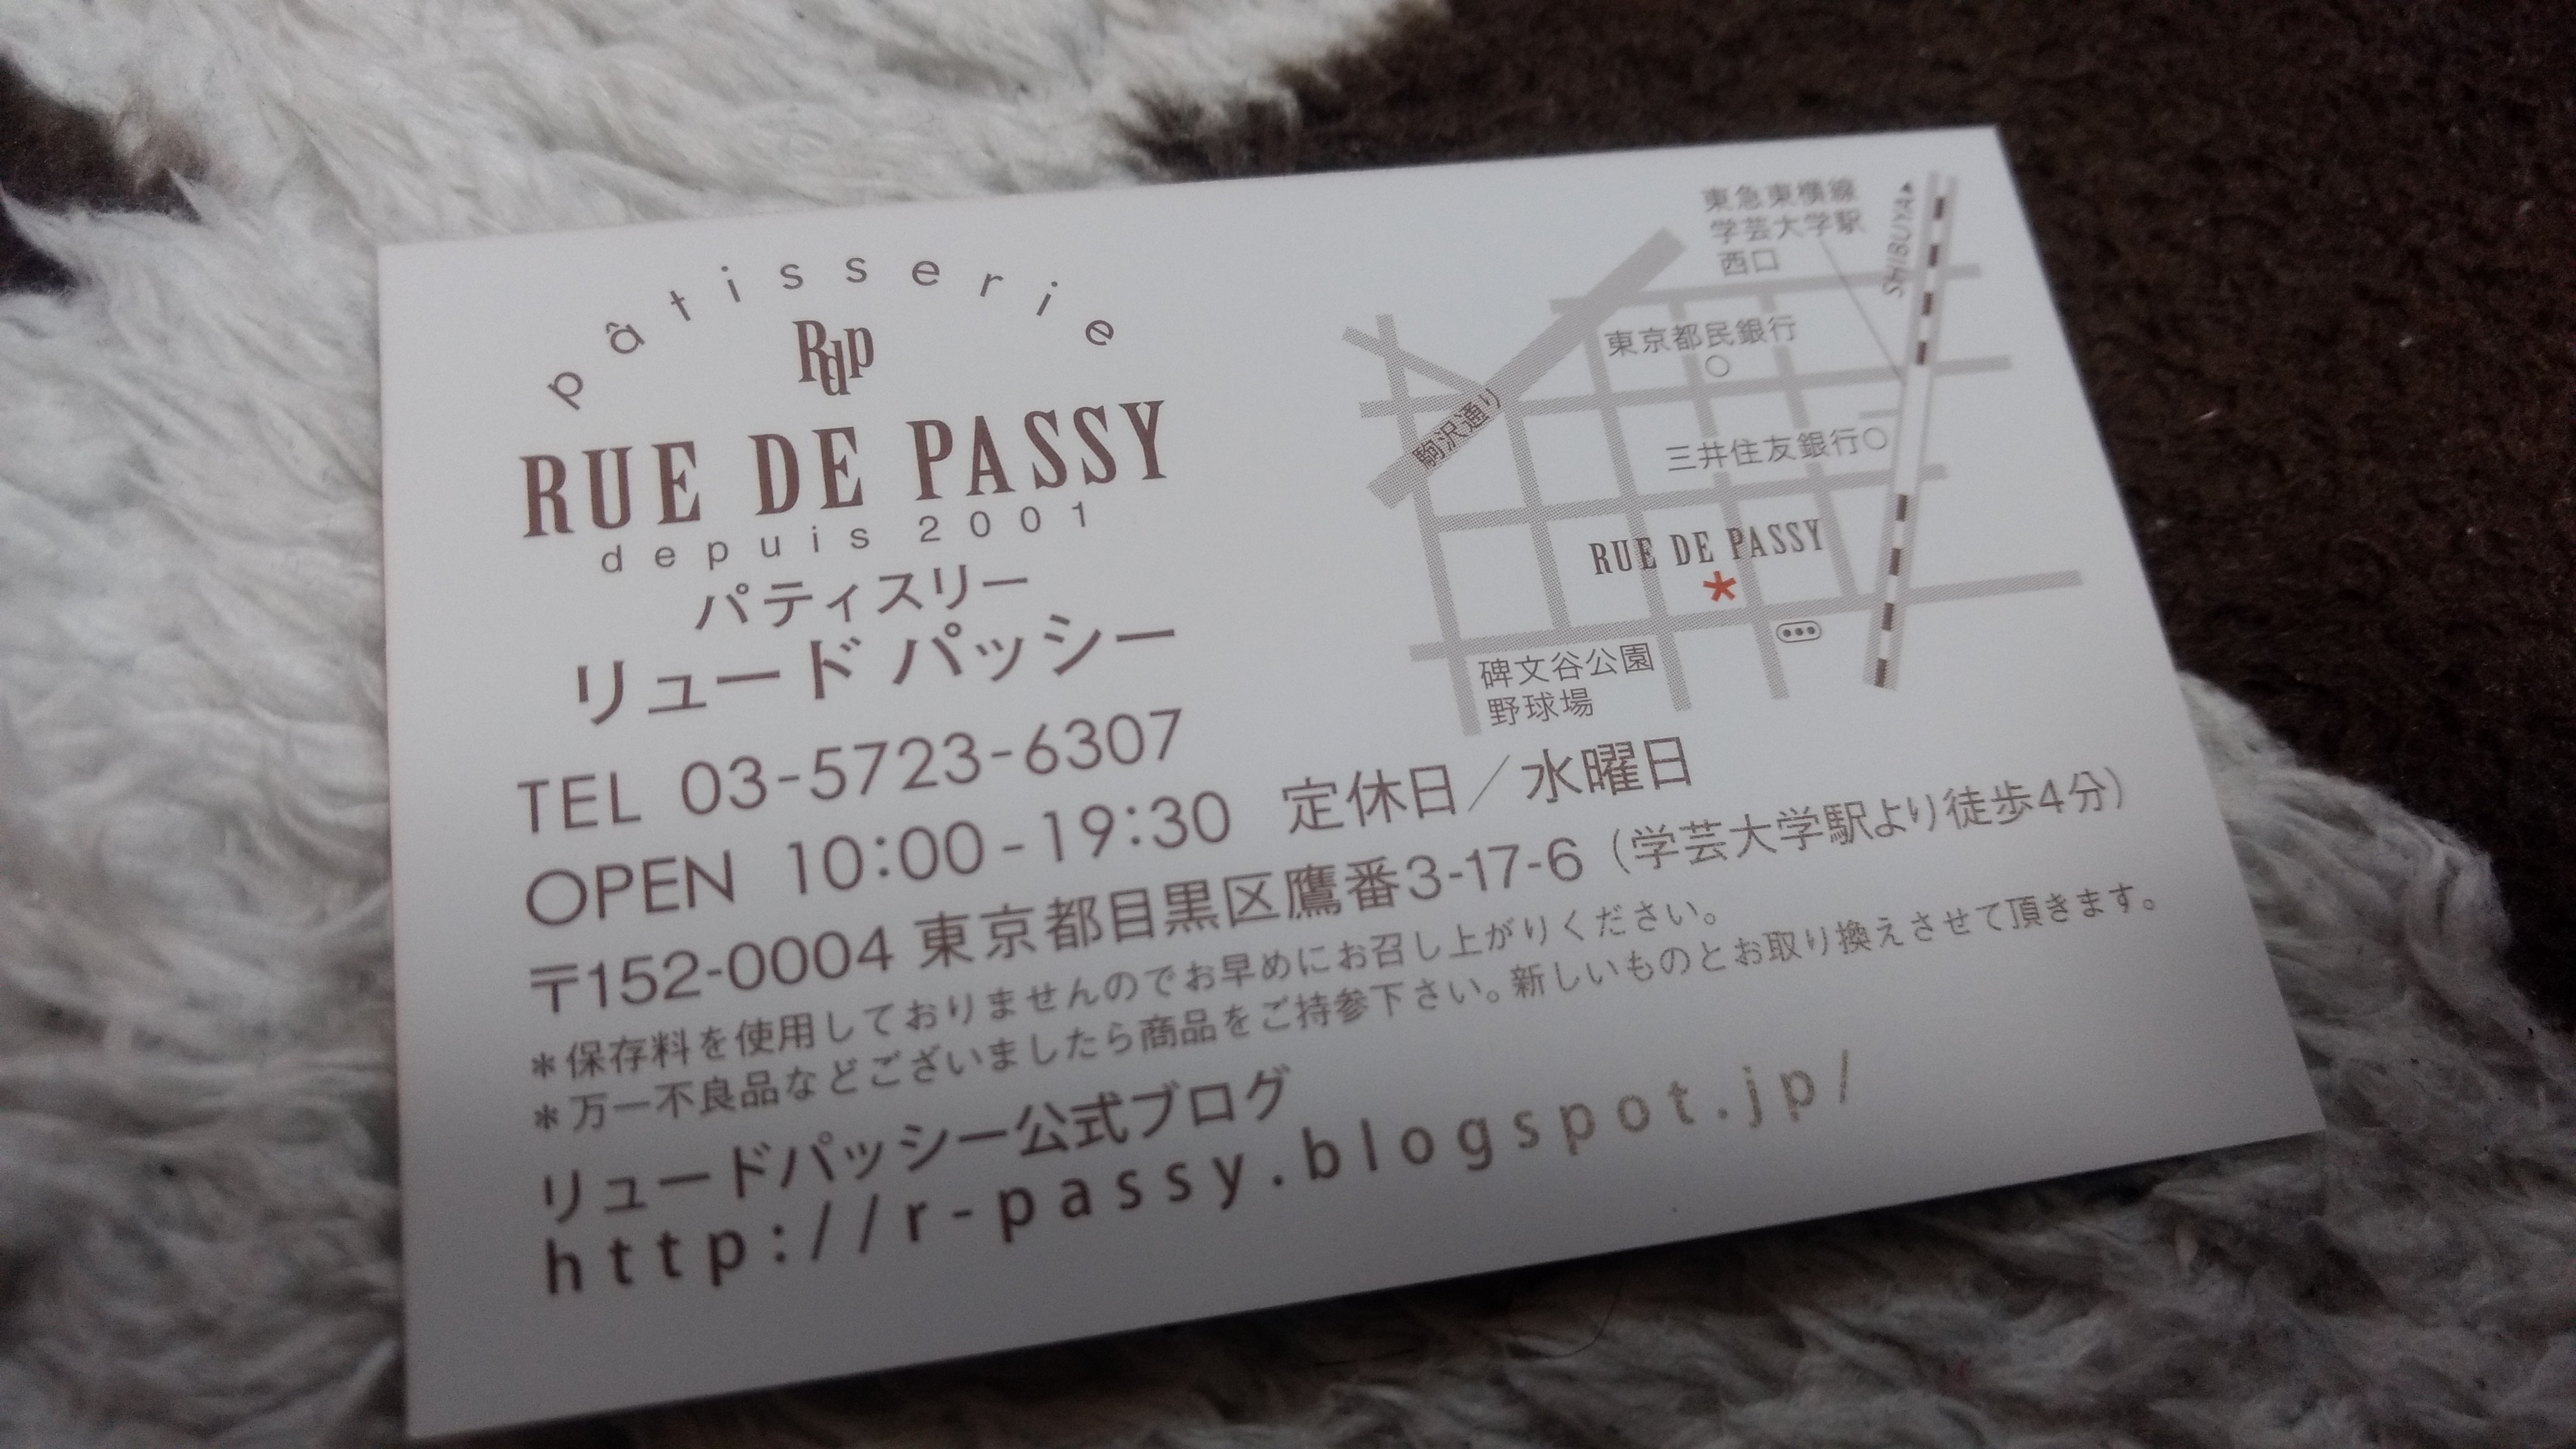 pâtisserie
RdP
RUE DE PASSY
depuis 2001
パティスリー
リュード パッシー
TEL 03-5723-6307
OPEN 10:00-19:30 定休日/水曜日
〒152-0004 東京都目黒区鷹番3-17-6（学芸大学駅より徒歩4分）
＊保存料を使用しておりませんのでお早めにお召し上がりください。
＊万一不良品などございましたら商品をご持参下さい。新しいものとお取り換えさせて頂きます。
リュードパッシー公式ブログ
http://r-passy.blogspot.jp/
東急東横線
学芸大学駅
西口
SHIBUYA▲
東京都民銀行
駒沢通り
三井住友銀行
RUE DE PASSY
*
碑文谷公園
野球場